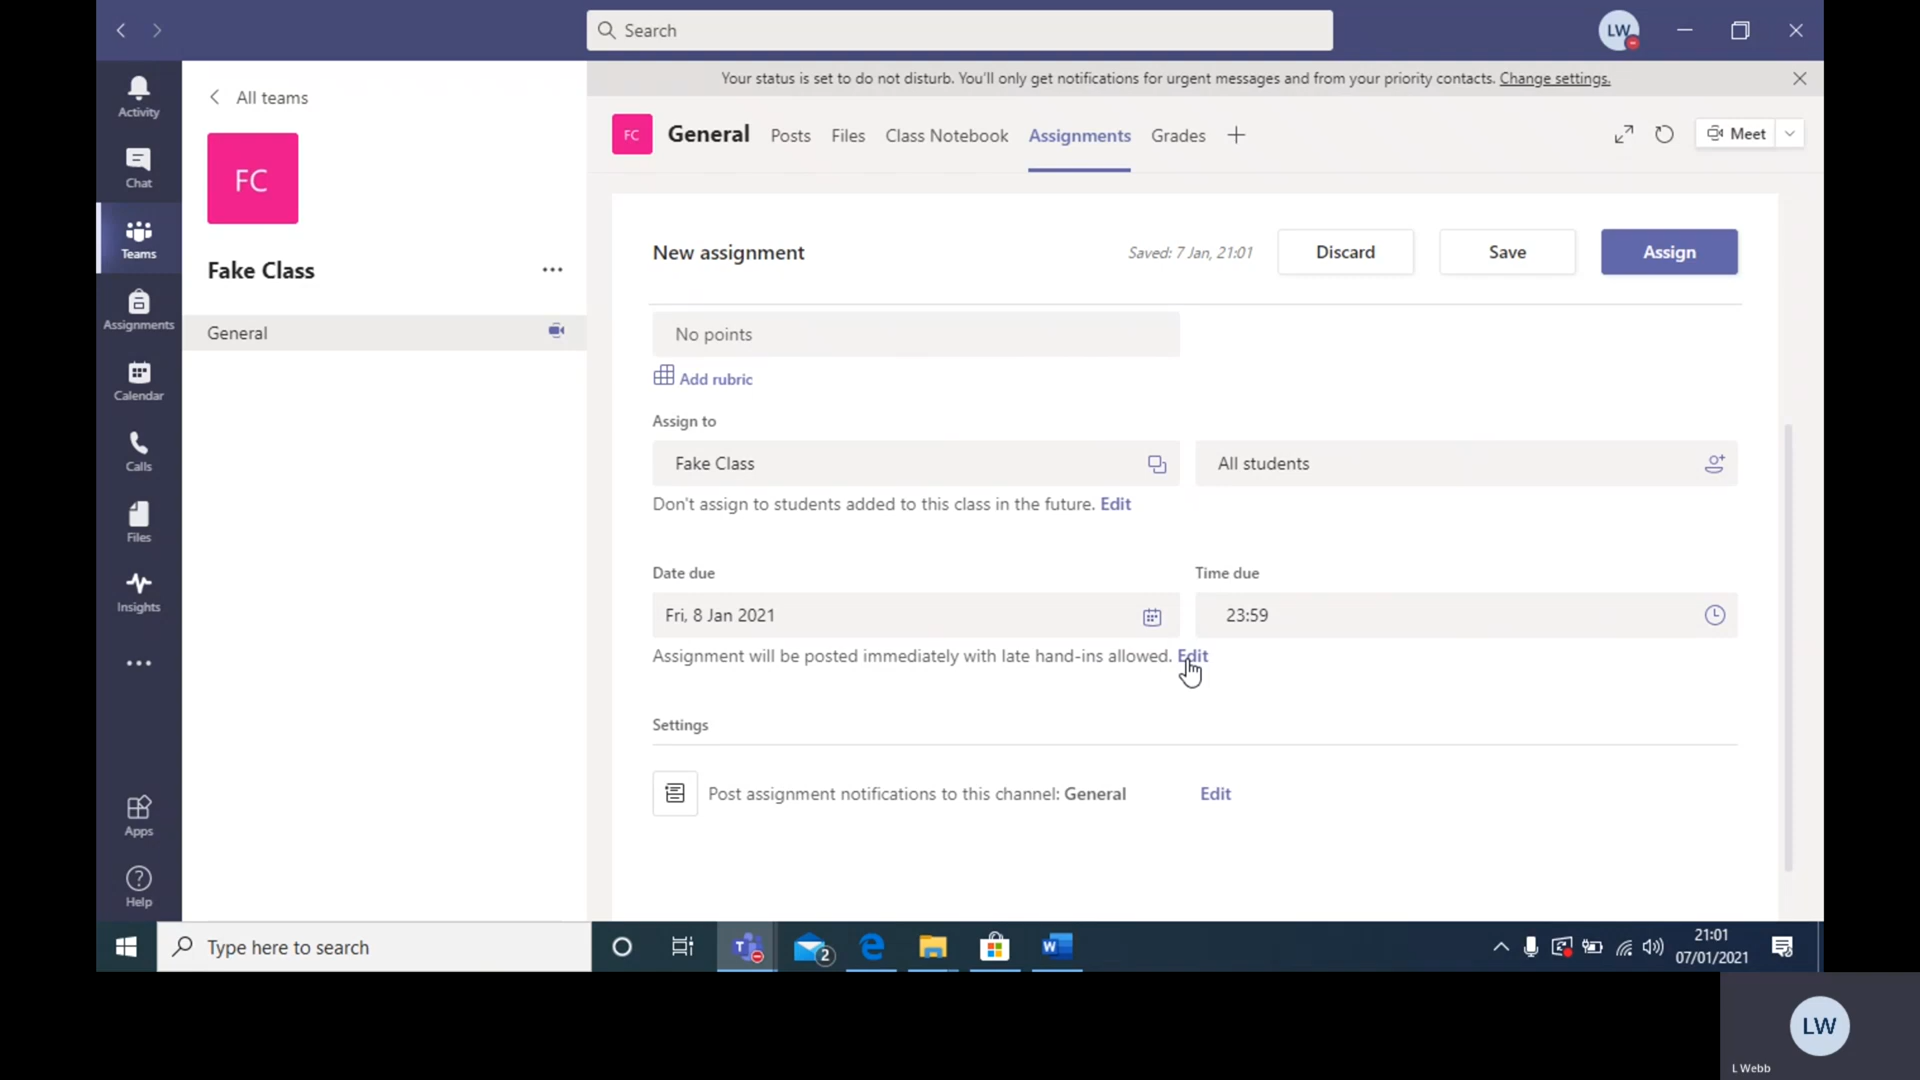 Search
LW
Your status is set to do not disturb. You'll only get notifications for urgent messages and from your priority contacts. Change settings.
Activity
Chat
Teams
Assignments
Calendar
Calls
Files
Insights
Apps
Help
All teams
FC
Fake Class
General
FC
General Posts Files Class Notebook Assignments Grades
Meet
New assignment
Saved: 7 Jan, 21:01
Discard
Save
Assign
No points
Add rubric
Assign to
Fake Class
All students
Don't assign to students added to this class in the future. Edit
Date due
Time due
Fri, 8 Jan 2021
23:59
Assignment will be posted immediately with late hand-ins allowed. Edit
Settings
Post assignment notifications to this channel: General
Edit
Type here to search
2
21:01
07/01/2021
LW
L Webb